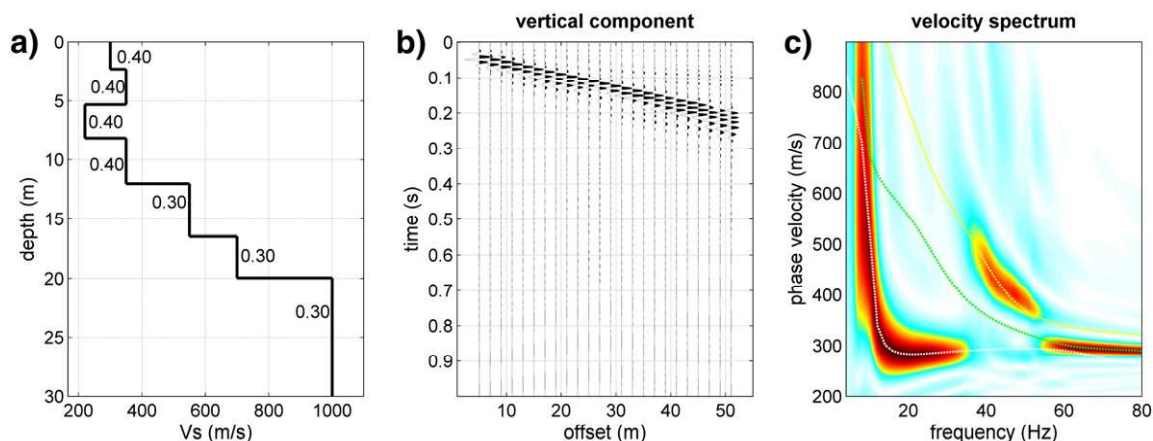 vertical component
velocity spectrum
a)
b)
c)
0
5
10
15
20
25
30
depth (m)
0.40
0.40
0.40
0.40
0.30
0.30
0.30
200 400 600 800 1000
Vs (m/s)
0
0.1
0.2
0.3
0.4
0.5
0.6
0.7
0.8
0.9
time (s)
10 20 30 40 50
offset (m)
800
700
600
500
400
300
200
phase velocity (m/s)
20 40 60 80
frequency (Hz)